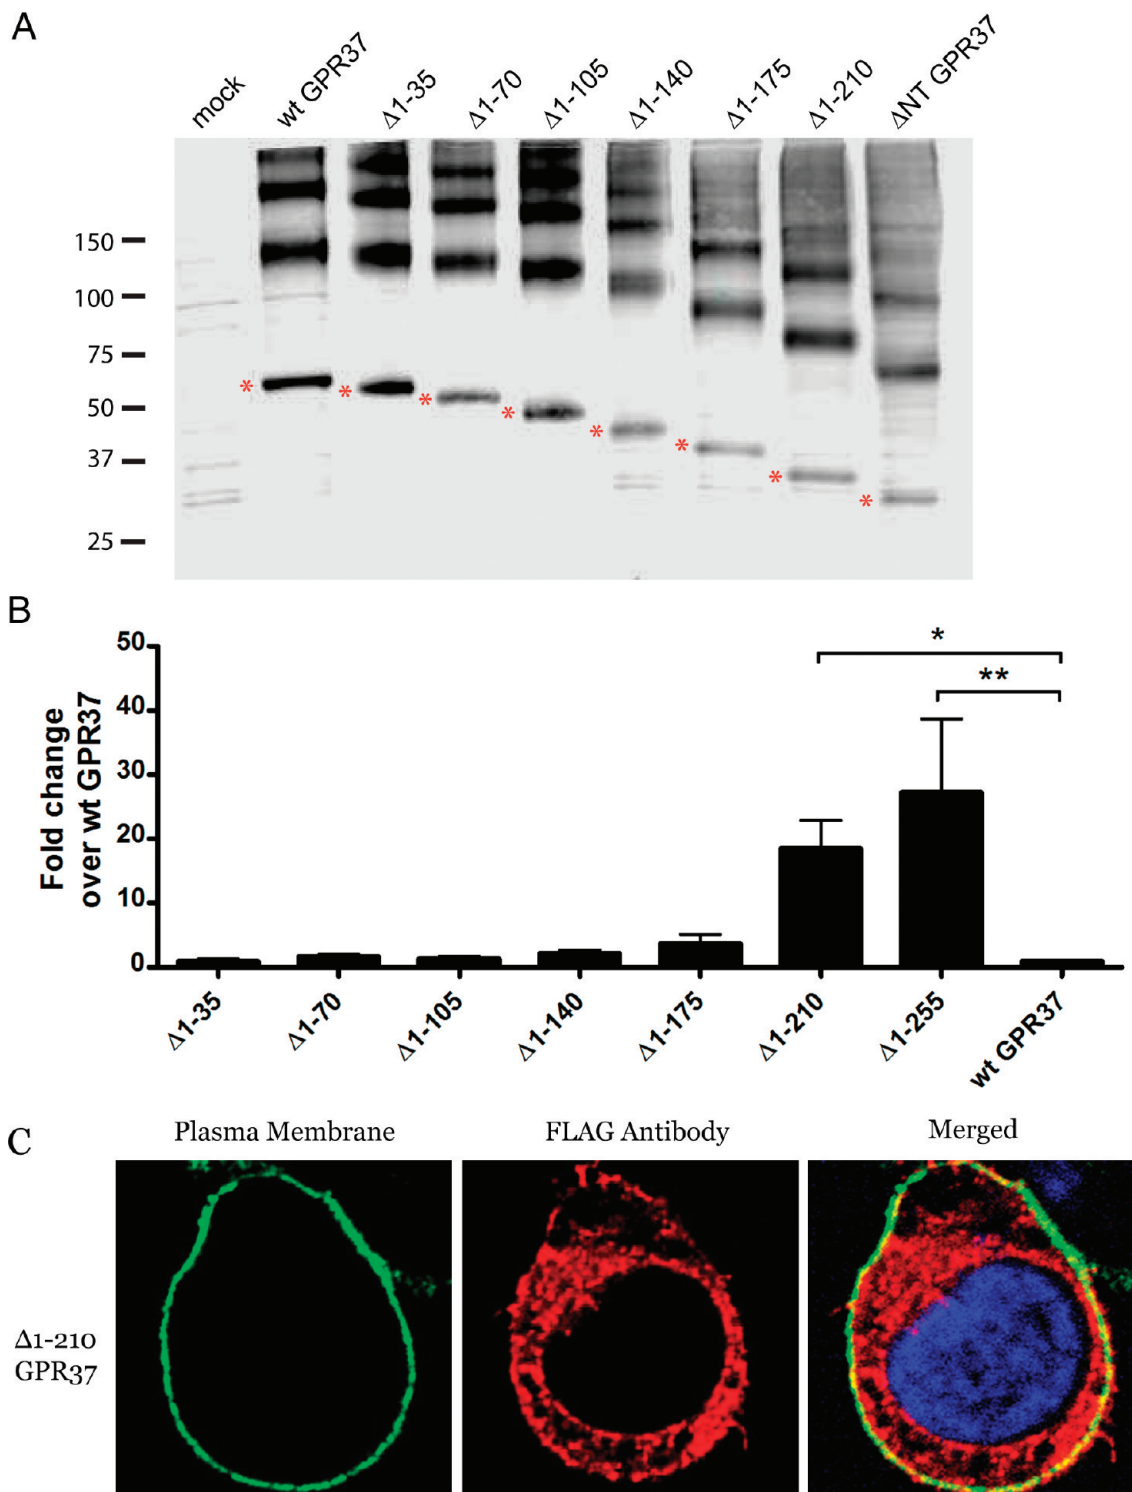 A
mock wt GPR37 Δ1-35 Δ1-70 Δ1-105 Δ1-140 Δ1-175 Δ1-210 ΔNT GPR37
150
100
75
* * * * * * * *
50
37
25
B
Fold change
over wt GPR37
50
40
30
20
10
0
*
**
Δ1-35 Δ1-70 Δ1-105 Δ1-140 Δ1-175 Δ1-210 Δ1-255 wt GPR37
C
Plasma Membrane FLAG Antibody Merged
Δ1-210
GPR37